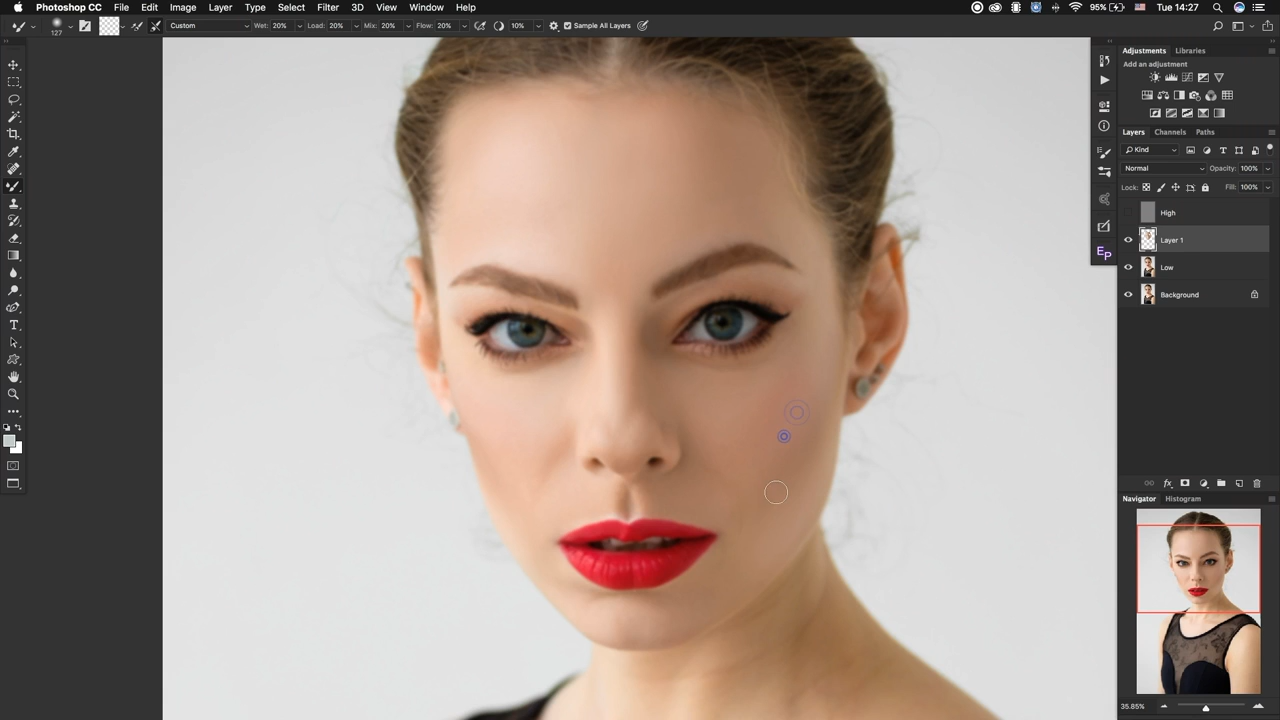 Photoshop CC File Edit Image Layer Type Select Filter 3D View Window Help 95% Tue 14:27
127 Custom Wet: 20% Load: 20% Mix: 20% Flow: 20% 10% Sample All Layers
Adjustments Libraries
Add an adjustment
Layers Channels Paths
Kind
Normal Opacity: 100%
Lock: Fill: 100%
High
Layer 1
Low
Background
fx
Navigator Histogram
35.85%
T
EP